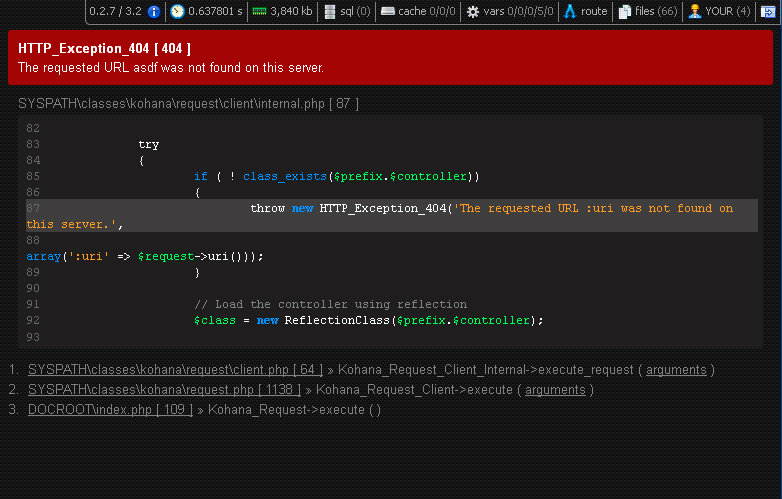 0.2.7 / 3.2 0.637801 s 3,840 kb sql (0) cache 0/0/0 vars 0/0/0/5/0 route files (66) YOUR (4)
HTTP_Exception_404 [ 404 ]
The requested URL asdf was not found on this server.
SYSPATH\classes\kohana\request\client\internal.php [ 87 ]
82
83 try
84 {
85 if ( ! class_exists($prefix.$controller))
86 {
87 throw new HTTP_Exception_404('The requested URL :uri was not found on
this server.',
88
array(':uri' => $request->uri()));
89 }
90
91 // Load the controller using reflection
92 $class = new ReflectionClass($prefix.$controller);
93
1. SYSPATH\classes\kohana\request\client.php [ 64 ] » Kohana_Request_Client_Internal->execute_request ( arguments )
2. SYSPATH\classes\kohana\request.php [ 1138 ] » Kohana_Request_Client->execute ( arguments )
3. DOCROOT\index.php [ 109 ] » Kohana_Request->execute ( )